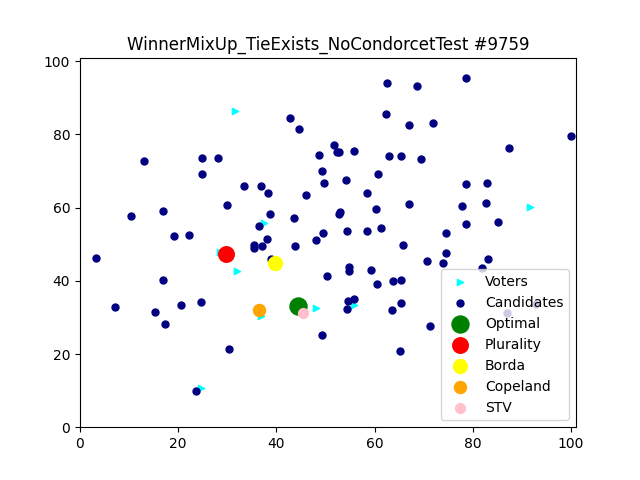 WinnerMixUp_TieExists_NoCondorcetTest #9759
100
80
60
40
20
0
0 20 40 60 80 100
Voters
Candidates
Optimal
Plurality
Borda
Copeland
STV